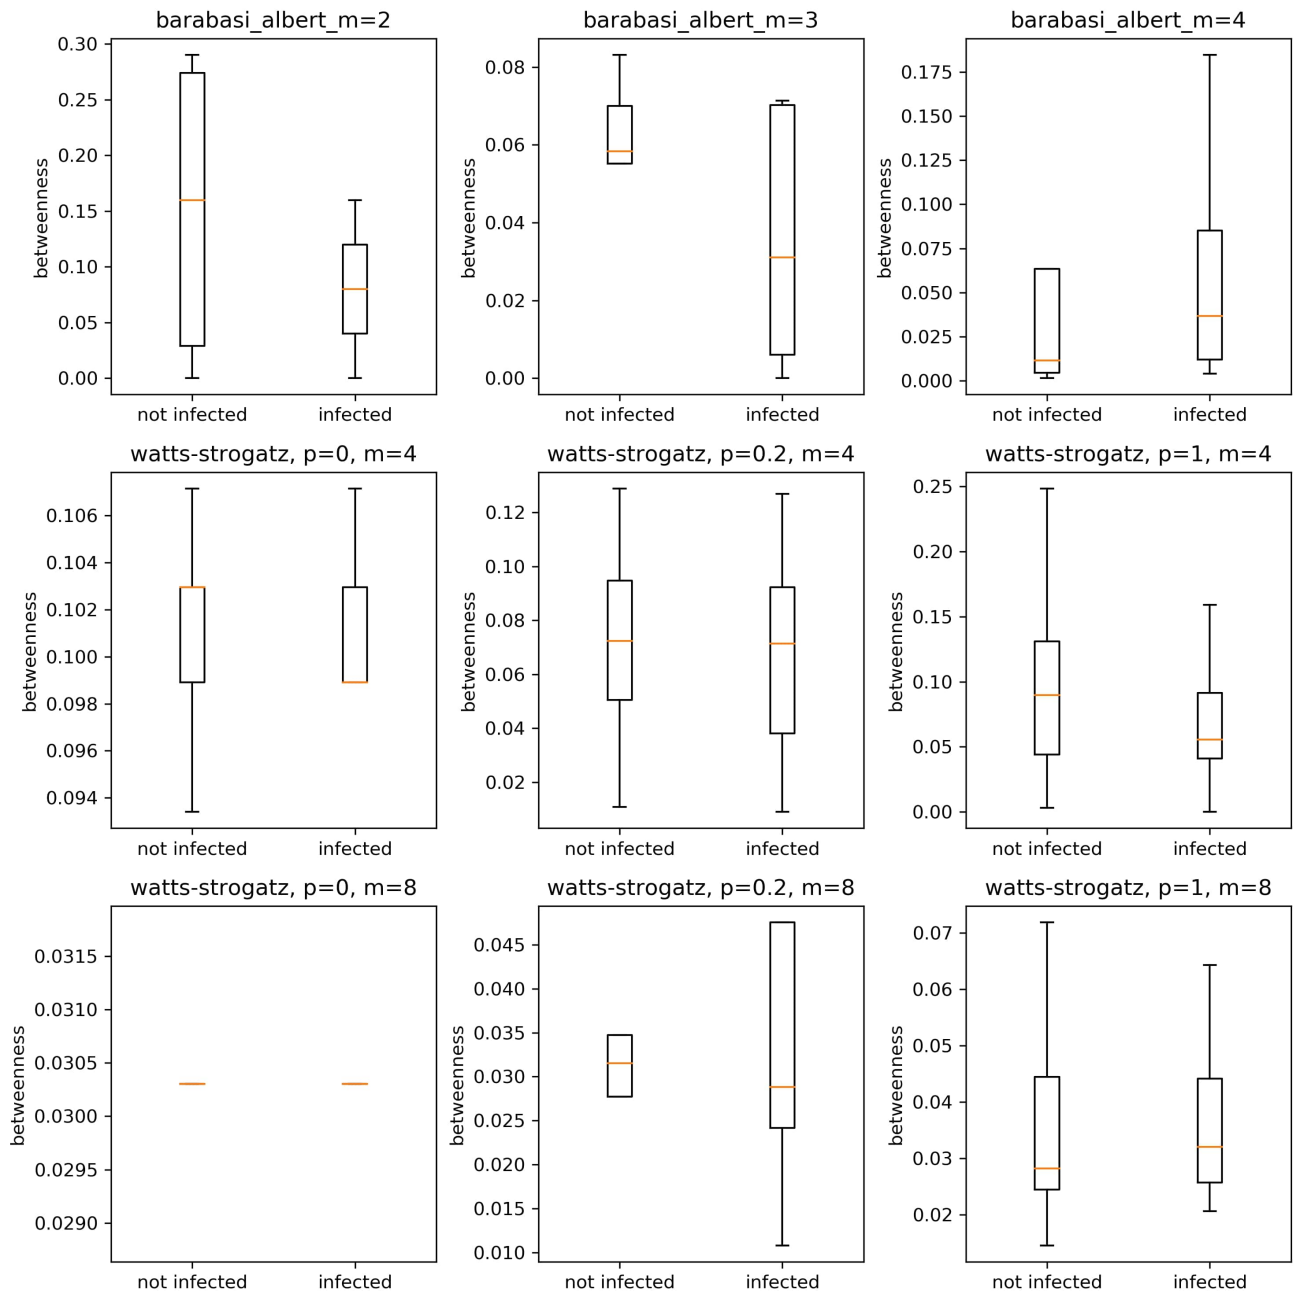 barabasi_albert_m=2
0.30
0.25
0.20
0.15
0.10
0.05
0.00
betweenness
not infected
infected
barabasi_albert_m=3
0.08
0.06
0.04
0.02
0.00
betweenness
not infected
infected
barabasi_albert_m=4
0.175
0.150
0.125
0.100
0.075
0.050
0.025
0.000
betweenness
not infected
infected
watts-strogatz, p=0, m=4
0.106
0.104
0.102
0.100
0.098
0.096
0.094
betweenness
not infected
infected
watts-strogatz, p=0.2, m=4
0.12
0.10
0.08
0.06
0.04
0.02
betweenness
not infected
infected
watts-strogatz, p=1, m=4
0.25
0.20
0.15
0.10
0.05
0.00
betweenness
not infected
infected
watts-strogatz, p=0, m=8
0.0315
0.0310
0.0305
0.0300
0.0295
0.0290
betweenness
not infected
infected
watts-strogatz, p=0.2, m=8
0.045
0.040
0.035
0.030
0.025
0.020
0.015
0.010
betweenness
not infected
infected
watts-strogatz, p=1, m=8
0.07
0.06
0.05
0.04
0.03
0.02
betweenness
not infected
infected